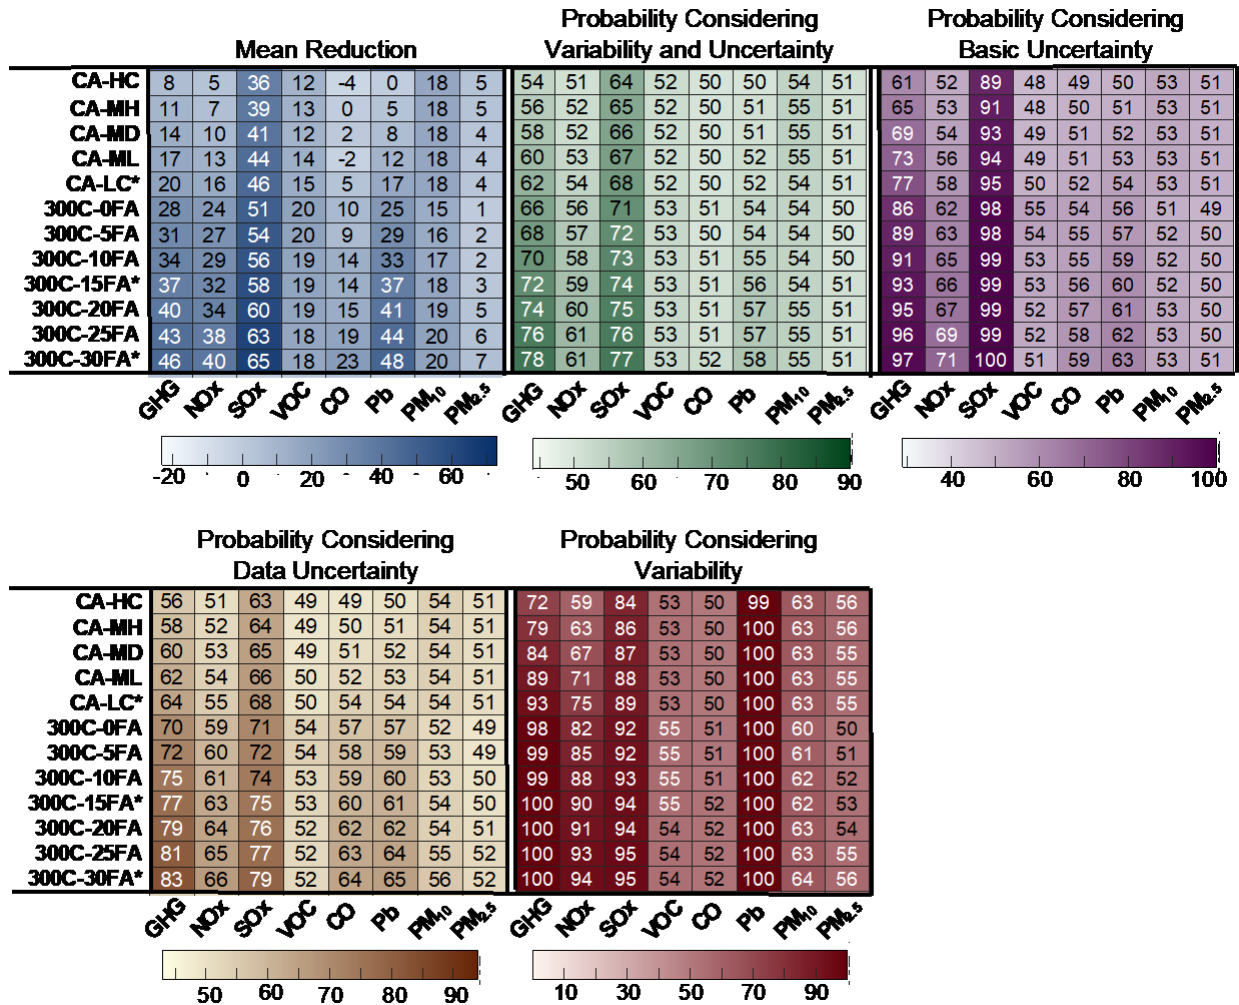 Mean Reduction
Probability Considering
Variability and Uncertainty
Probability Considering
Basic Uncertainty
CA-HC 8 5 36 12 -4 0 18 5 54 51 64 52 50 50 54 51 61 52 89 48 49 50 53 51
CA-MH 11 7 39 13 0 5 18 5 56 52 65 52 50 51 55 51 65 53 91 48 50 51 53 51
CA-MD 14 10 41 12 2 8 18 4 58 52 66 52 50 51 55 51 69 54 93 49 51 52 53 51
CA-ML 17 13 44 14 -2 12 18 4 60 53 67 52 50 52 55 51 73 56 94 49 51 53 53 51
CA-LC* 20 16 46 15 5 17 18 4 62 54 68 52 50 52 54 51 77 58 95 50 52 54 53 51
300C-0FA 28 24 51 20 10 25 15 1 66 56 71 53 51 54 54 50 86 62 98 55 54 56 51 49
300C-5FA 31 27 54 20 9 29 16 2 68 57 72 53 51 54 54 50 89 63 98 54 55 57 52 50
300C-10FA 34 29 56 19 14 33 17 2 70 58 73 53 51 55 54 50 91 65 99 53 55 59 52 50
300C-15FA* 37 32 58 19 14 37 18 3 72 59 74 53 51 56 54 51 93 66 99 53 56 60 52 50
300C-20FA 40 34 60 19 15 41 19 5 74 60 75 53 51 57 55 51 95 67 99 52 57 61 53 50
300C-25FA 43 38 63 18 19 44 20 6 76 61 76 53 51 57 55 51 96 69 99 52 58 62 53 50
300C-30FA* 46 40 65 18 23 48 20 7 78 61 77 53 52 58 55 51 97 71 100 51 59 63 53 51
GHG NOx SOx VOC CO Pb PM₁₀ PM₂.₅ GHG NOx SOx VOC CO Pb PM₁₀ PM₂.₅ GHG NOx SOx VOC CO Pb PM₁₀ PM₂.₅
-20 0 20 40 60 50 60 70 80 90 40 60 80 100
Probability Considering
Data Uncertainty
Probability Considering
Variability
CA-HC 56 51 63 49 49 50 54 51 72 59 84 53 50 99 63 56
CA-MH 58 52 64 49 50 51 54 51 79 63 86 53 50 100 63 56
CA-MD 60 53 65 49 51 52 54 51 84 67 87 53 50 100 63 55
CA-ML 62 54 66 50 52 53 54 51 89 71 88 53 50 100 63 55
CA-LC* 64 55 68 50 54 54 54 51 93 75 89 53 50 100 63 55
300C-0FA 70 59 71 54 57 57 52 49 98 82 92 55 51 100 60 50
300C-5FA 72 60 72 54 58 59 53 49 99 85 92 55 51 100 61 51
300C-10FA 75 61 74 53 59 60 53 50 99 88 93 55 51 100 62 52
300C-15FA* 77 63 75 53 60 61 54 50 100 90 94 55 52 100 62 53
300C-20FA 79 64 76 52 62 62 54 51 100 91 94 54 52 100 63 54
300C-25FA 81 65 77 52 63 64 55 52 100 93 95 54 52 100 63 55
300C-30FA* 83 66 79 52 64 65 56 52 100 94 95 54 52 100 64 56
GHG NOx SOx VOC CO Pb PM₁₀ PM₂.₅ GHG NOx SOx VOC CO Pb PM₁₀ PM₂.₅
50 60 70 80 90 10 30 50 70 90